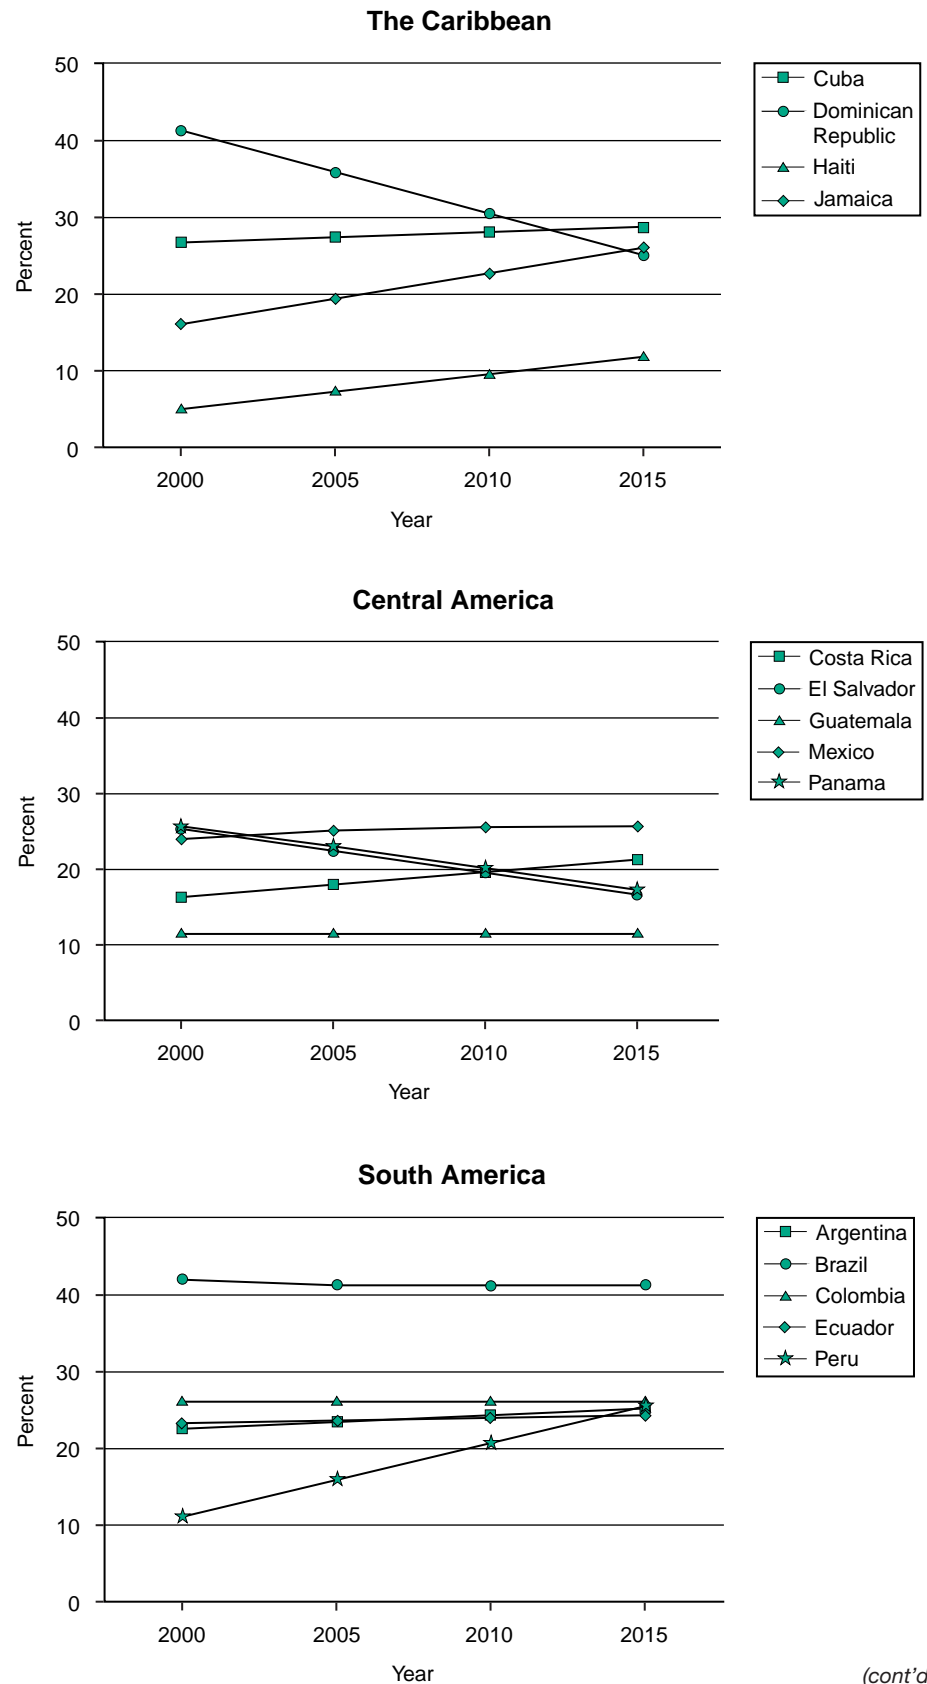 The Caribbean
50
40
30
20
10
0
Percent
2000 2005 2010 2015
Year
Cuba
Dominican
Republic
Haiti
Jamaica
Central America
50
40
30
20
10
0
Percent
2000 2005 2010 2015
Year
Costa Rica
El Salvador
Guatemala
Mexico
Panama
South America
50
40
30
20
10
0
Percent
2000 2005 2010 2015
Year
Argentina
Brazil
Colombia
Ecuador
Peru
(cont'd